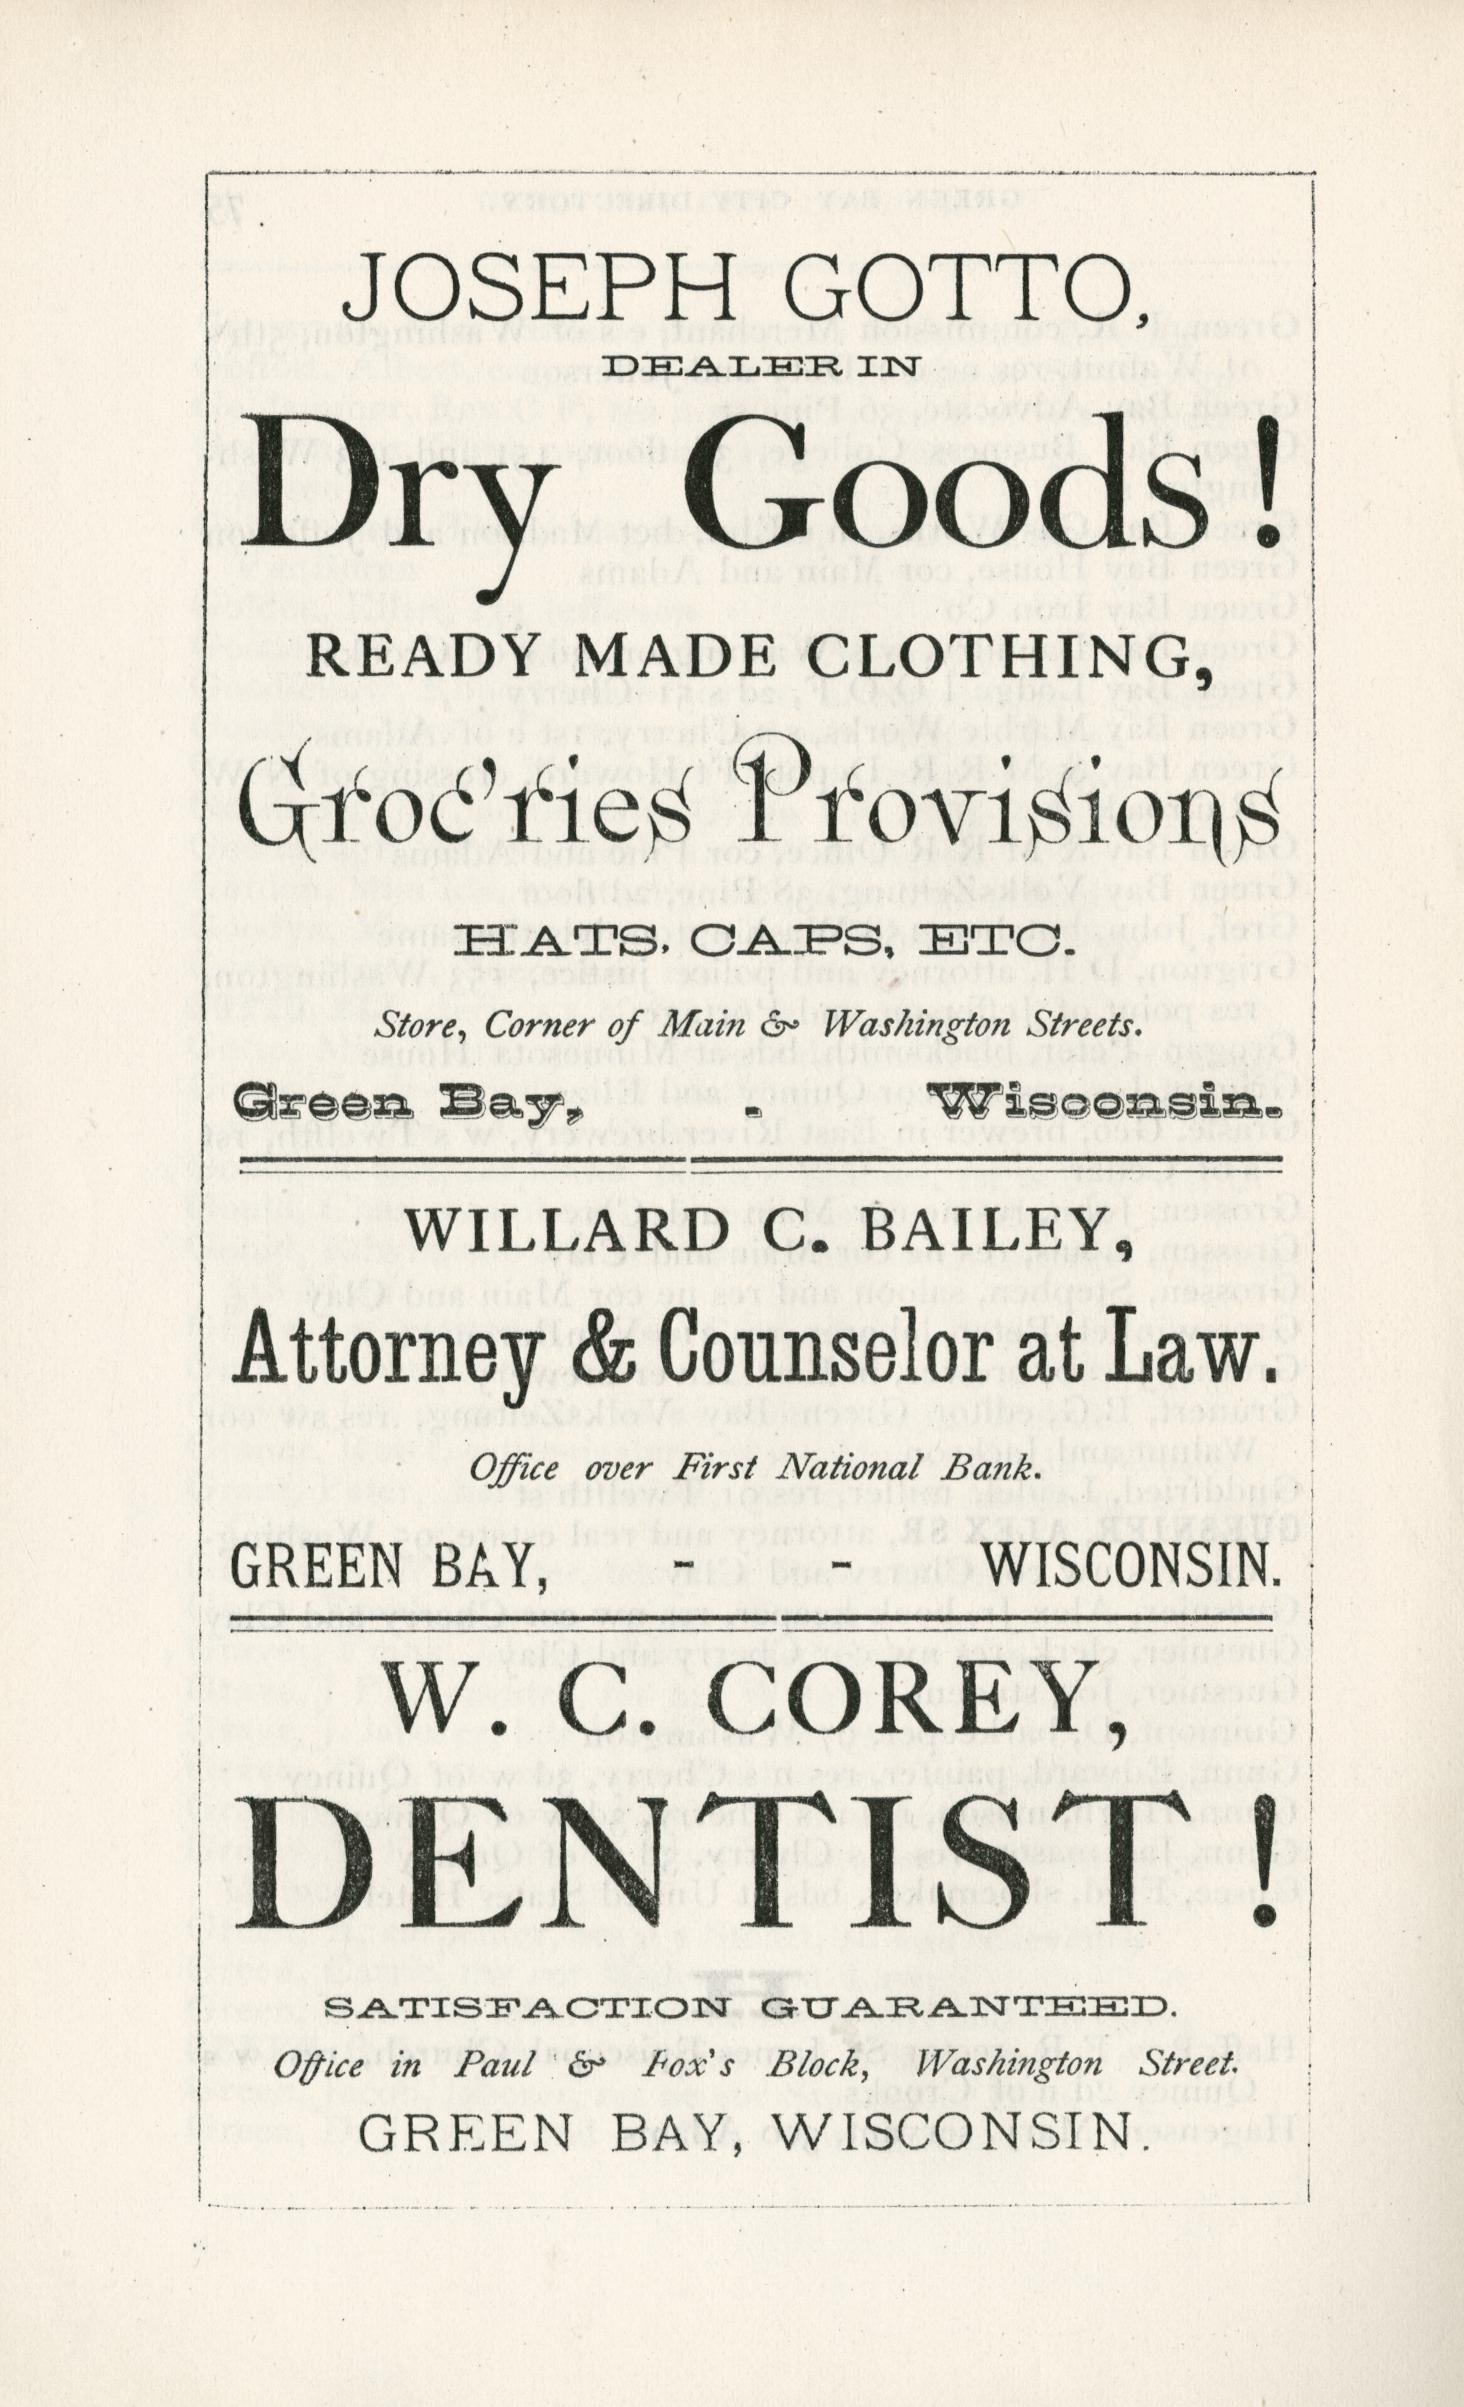 JOSEPH GOTTO,
DEALER IN
Dry Goods!
READY MADE CLOTHING,
Groc'ries Provisions
HATS, CAPS, ETC.
Store, Corner of Main & Washington Streets.
Green Bay, - Wisconsin.
WILLARD C. BAILEY,
Attorney & Counselor at Law.
Office over First National Bank.
GREEN BAY, - - WISCONSIN.
W. C. COREY,
DENTIST!
SATISFACTION GUARANTEED.
Office in Paul & Fox's Block, Washington Street.
GREEN BAY, WISCONSIN.